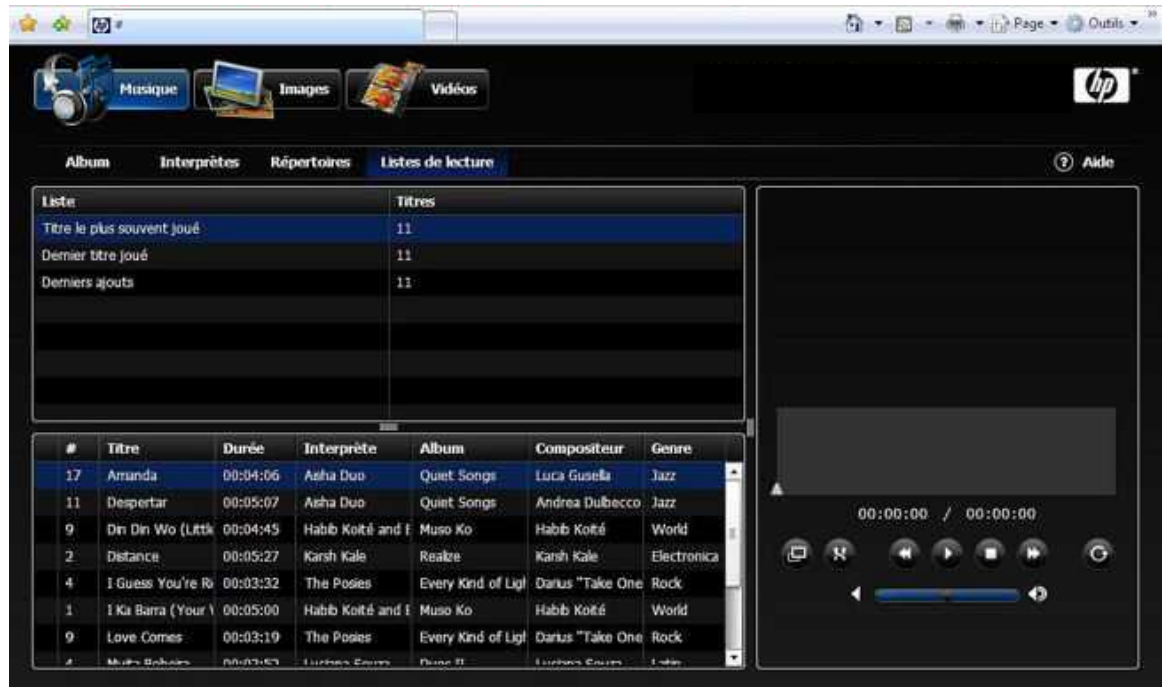 Page Outils
Musique Images Vidéos hp
Album Interprètes Répertoires Listes de lecture ? Aide
Liste Titres
Titre le plus souvent joué 11
Dernier titre joué 11
Derniers ajouts 11
# Titre Durée Interprète Album Compositeur Genre
17 Amanda 00:04:06 Aisha Duo Quiet Songs Luca Gusella Jazz
11 Despertar 00:05:07 Aisha Duo Quiet Songs Andrea Dulbecco Jazz
9 Din Din Wo (Little 00:04:45 Habib Koité and Muso Ko Habib Koité World
2 Distance 00:05:27 Karsh Kale Realize Karsh Kale Electronica
4 I Guess You're 00:03:32 The Posies Every Kind of Darius "Take One Rock
1 I Ka Barra (Your 00:05:00 Habib Koité and Muso Ko Habib Koité World
9 Love Comes 00:03:19 The Posies Every Kind of Darius "Take One Rock
00:00:00 / 00:00:00